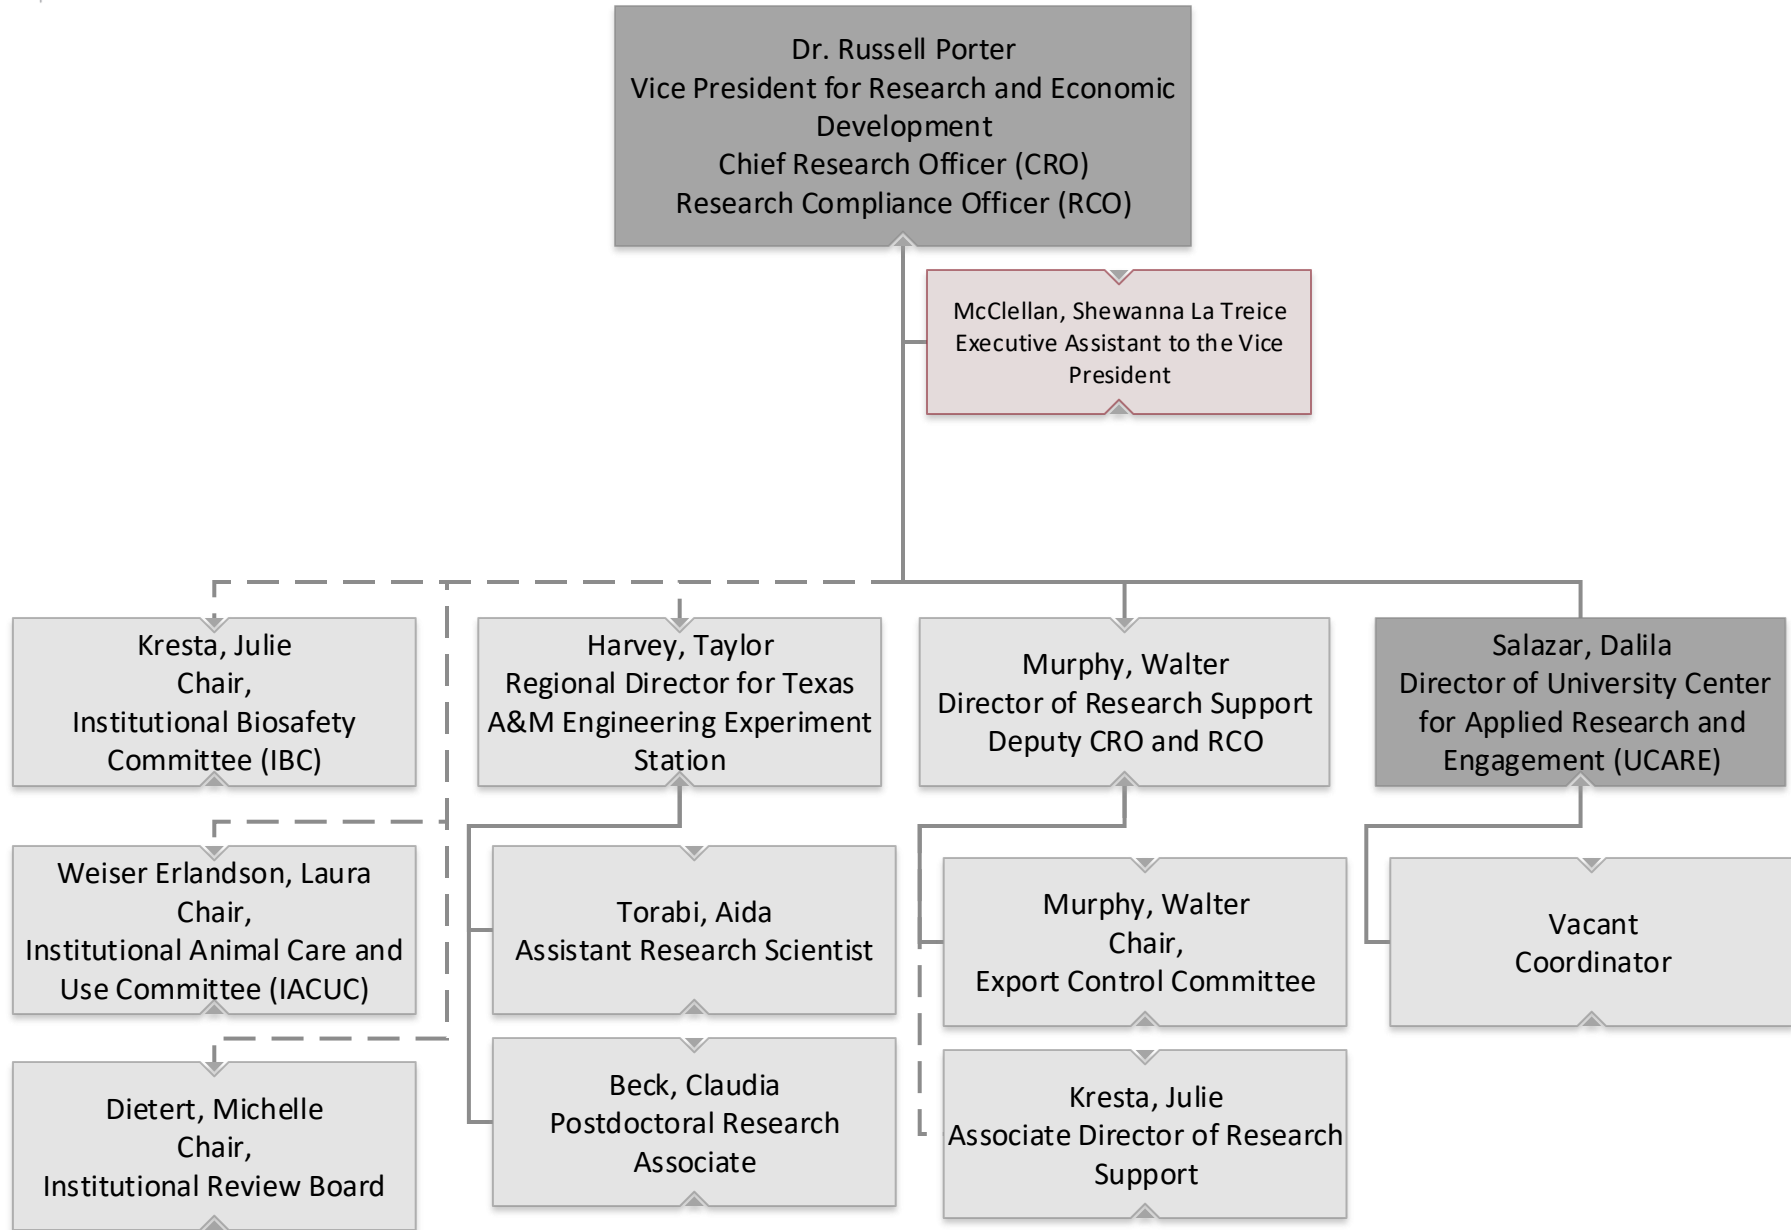 Dr. Russell Porter
Vice President for Research and Economic
Development
Chief Research Officer (CRO)
Research Compliance Officer (RCO)
McClellan, Shewanna La Treice
Executive Assistant to the Vice
President
Kresta, Julie
Chair,
Institutional Biosafety
Committee (IBC)
Harvey, Taylor
Regional Director for Texas
A&M Engineering Experiment
Station
Murphy, Walter
Director of Research Support
Deputy CRO and RCO
Salazar, Dalila
Director of University Center
for Applied Research and
Engagement (UCARE)
Weiser Erlandson, Laura
Chair,
Institutional Animal Care and
Use Committee (IACUC)
Torabi, Aida
Assistant Research Scientist
Murphy, Walter
Chair,
Export Control Committee
Vacant
Coordinator
Dietert, Michelle
Chair,
Institutional Review Board
Beck, Claudia
Postdoctoral Research
Associate
Kresta, Julie
Associate Director of Research
Support